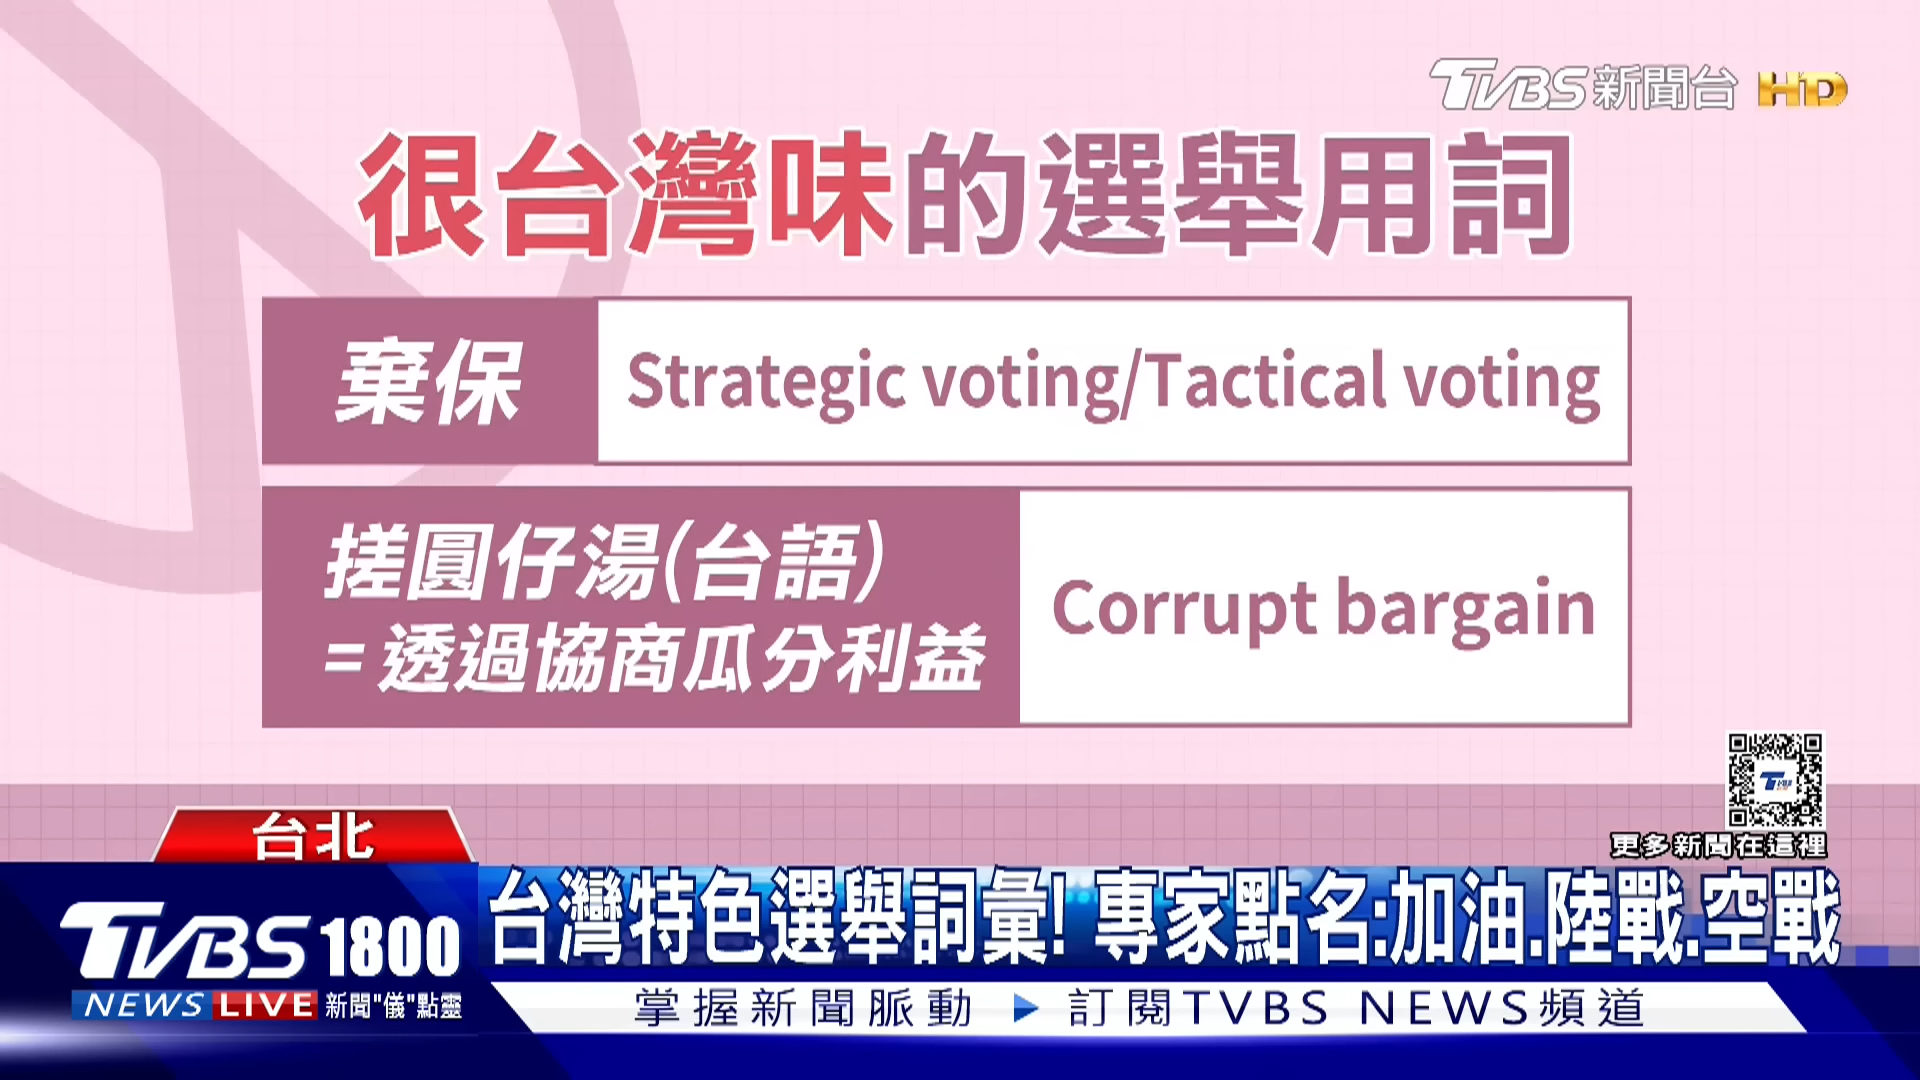 TVBS新聞台 HD
很台灣味的選舉用詞
棄保
Strategic voting/Tactical voting
搓圓仔湯(台語)
=透過協商瓜分利益
Corrupt bargain
更多新聞在這裡
台北
台灣特色選舉詞彙! 專家點名:加油.陸戰.空戰
TVBS 1800
NEWS LIVE 新聞"儀"點靈
掌握新聞脈動 ▶ 訂閱TVBS NEWS頻道